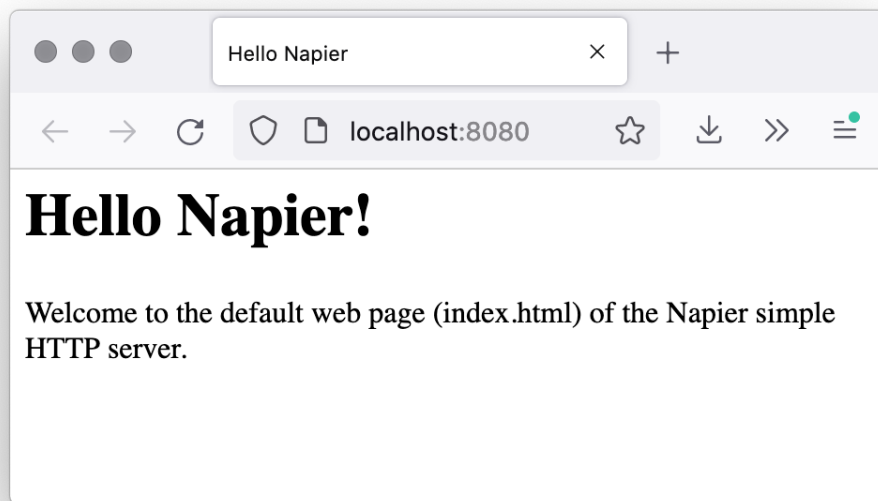 Hello Napier
localhost:8080
Hello Napier!
Welcome to the default web page (index.html) of the Napier simple
HTTP server.